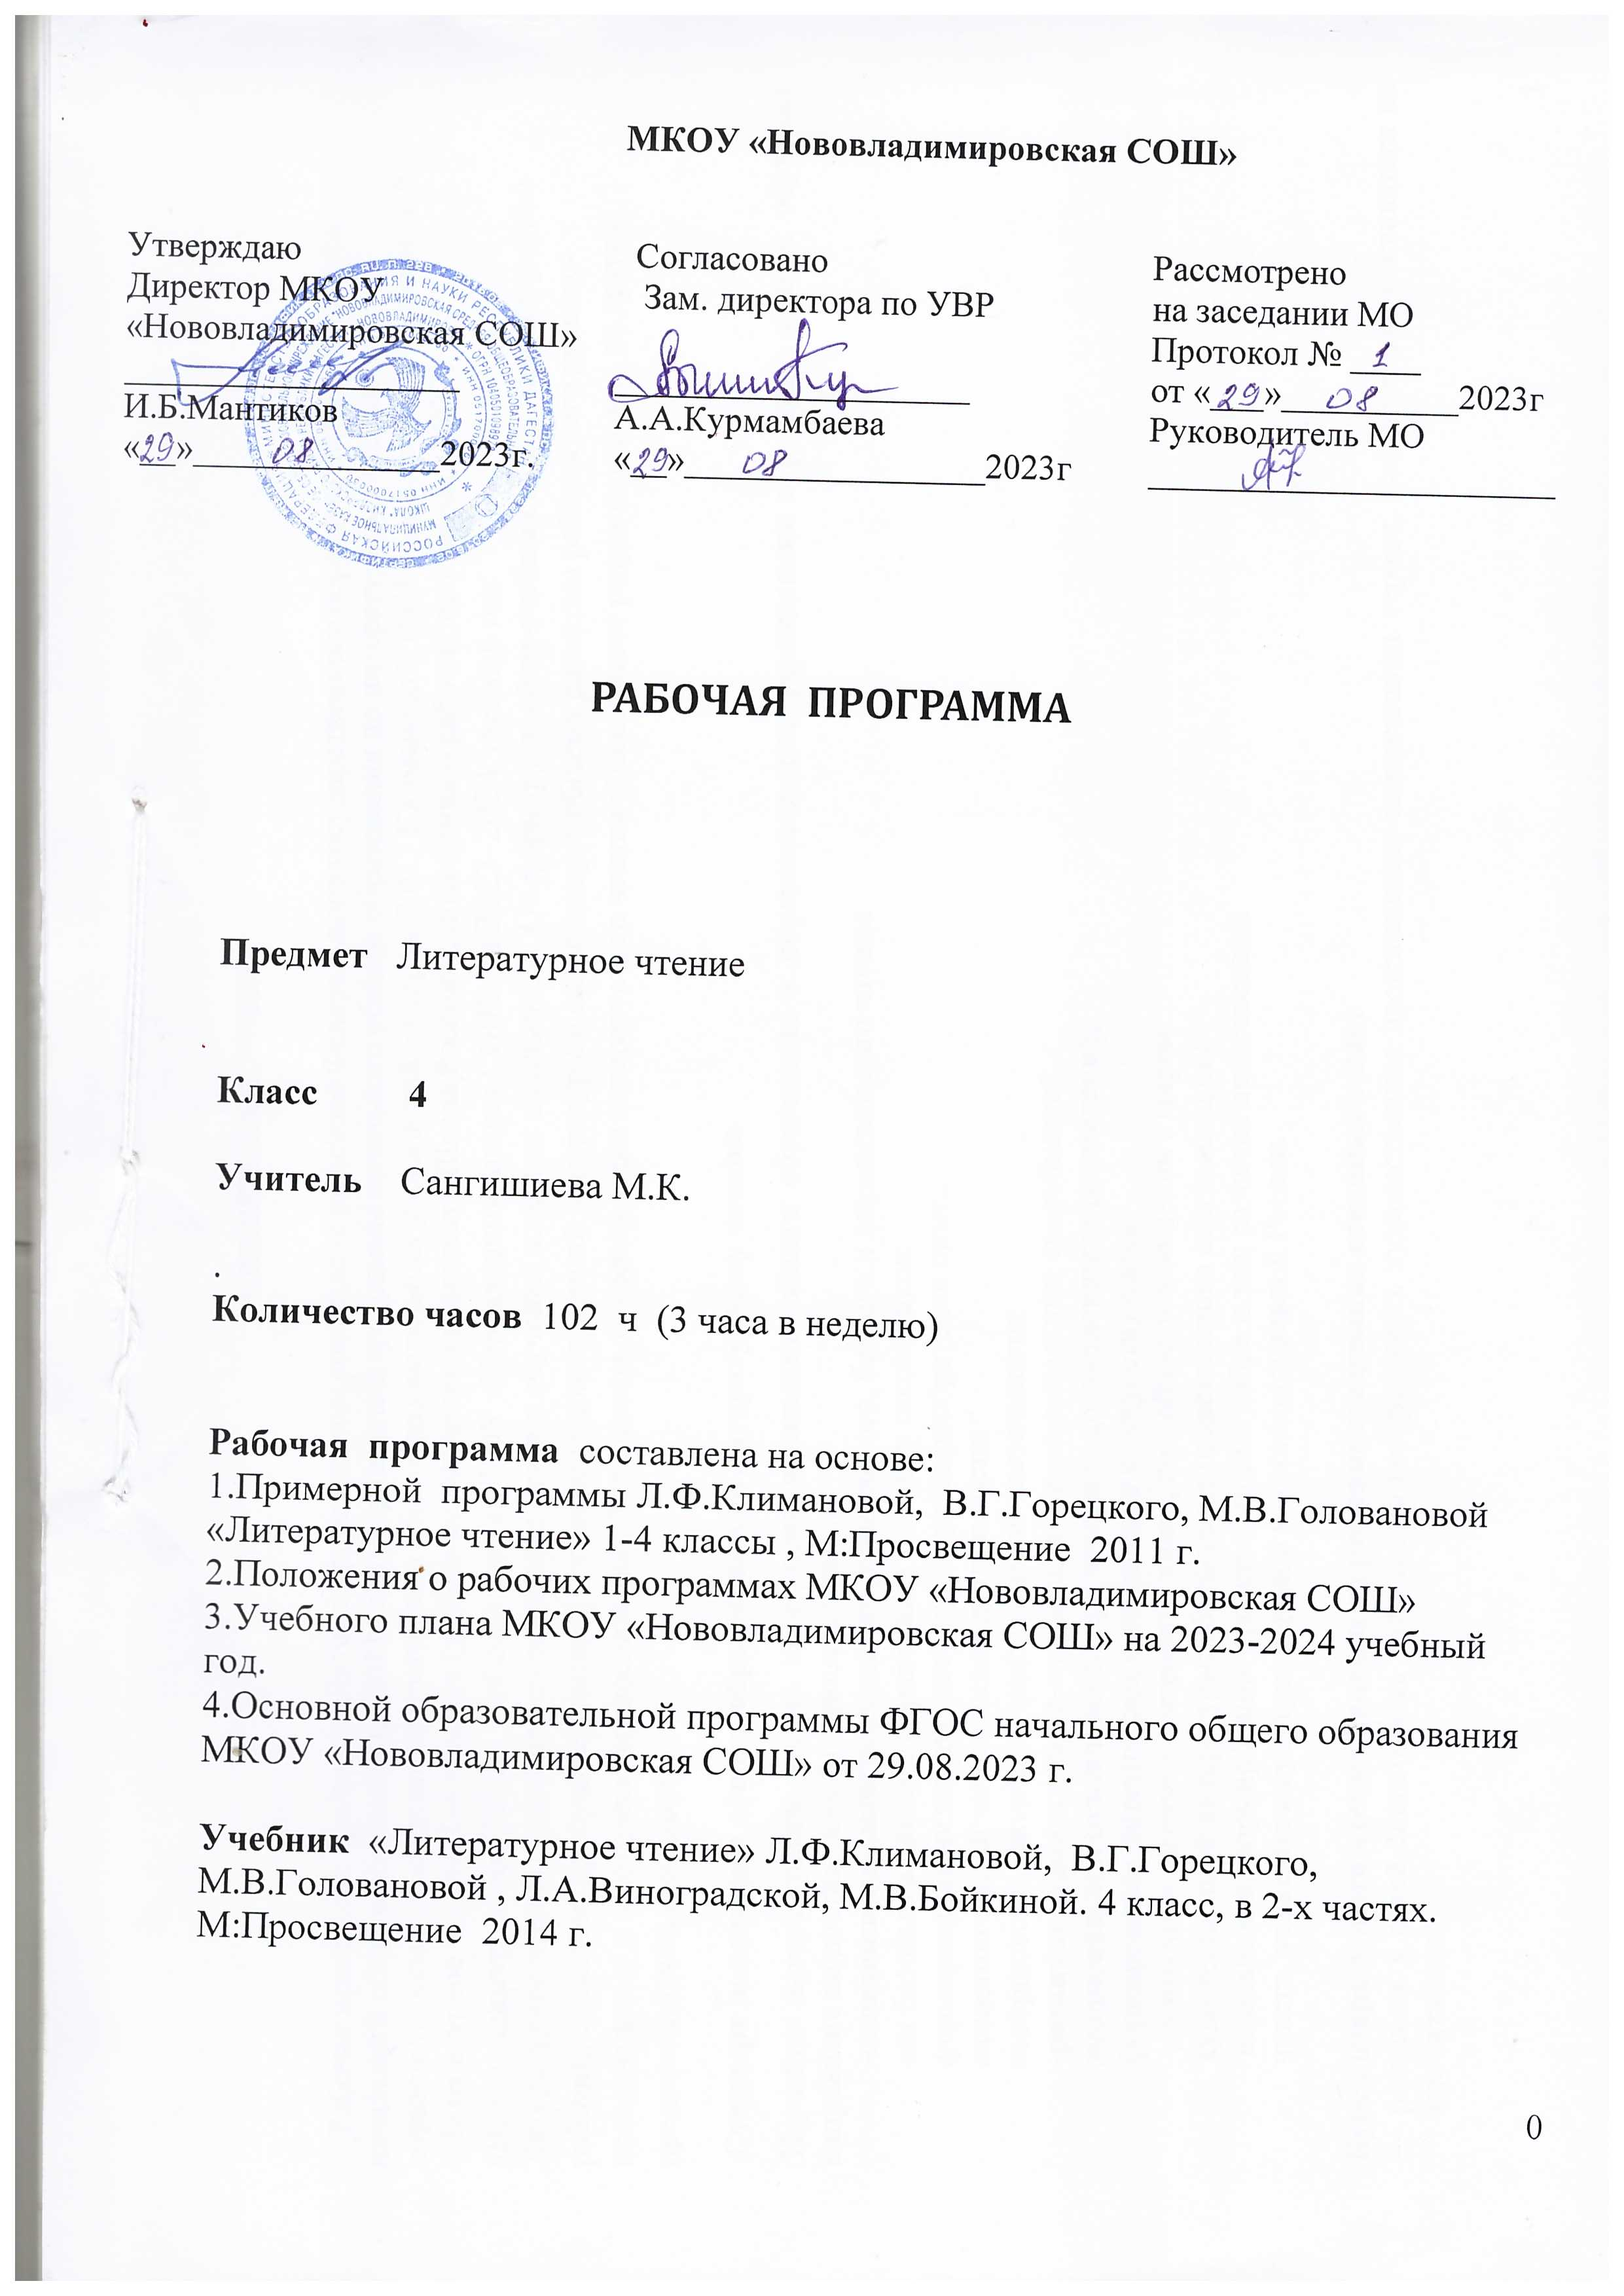 МКОУ «Нововладимировская СОШ»
Утверждаю
Директор МКОУ
«Нововладимировская СОШ»
И.Б.Мантиков
«29» 08 2023г.
Согласовано
Зам. директора по УВР
А.А.Курмамбаева
«29» 08 2023г
Рассмотрено
на заседании МО
Протокол № 1
от «29» 08 2023г
Руководитель МО
РАБОЧАЯ ПРОГРАММА
Предмет Литературное чтение
Класс 4
Учитель Сангишиева М.К.
.
Количество часов 102 ч (3 часа в неделю)
Рабочая программа составлена на основе:
1.Примерной программы Л.Ф.Климановой, В.Г.Горецкого, М.В.Головановой
«Литературное чтение» 1-4 классы , М:Просвещение 2011 г.
2.Положения о рабочих программах МКОУ «Нововладимировская СОШ»
3.Учебного плана МКОУ «Нововладимировская СОШ» на 2023-2024 учебный
год.
4.Основной образовательной программы ФГОС начального общего образования
МКОУ «Нововладимировская СОШ» от 29.08.2023 г.
Учебник «Литературное чтение» Л.Ф.Климановой, В.Г.Горецкого,
М.В.Головановой , Л.А.Виноградской, М.В.Бойкиной. 4 класс, в 2-х частях.
М:Просвещение 2014 г.
0